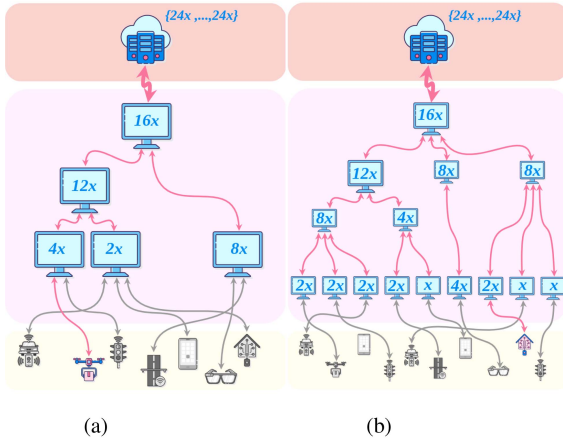 {24x ,...,24x}
16x
12x
4x
2x
8x
(a)
{24x ,...,24x}
16x
12x
8x
8x
8x
4x
2x
2x
2x
2x
x
4x
2x
x
x
(b)